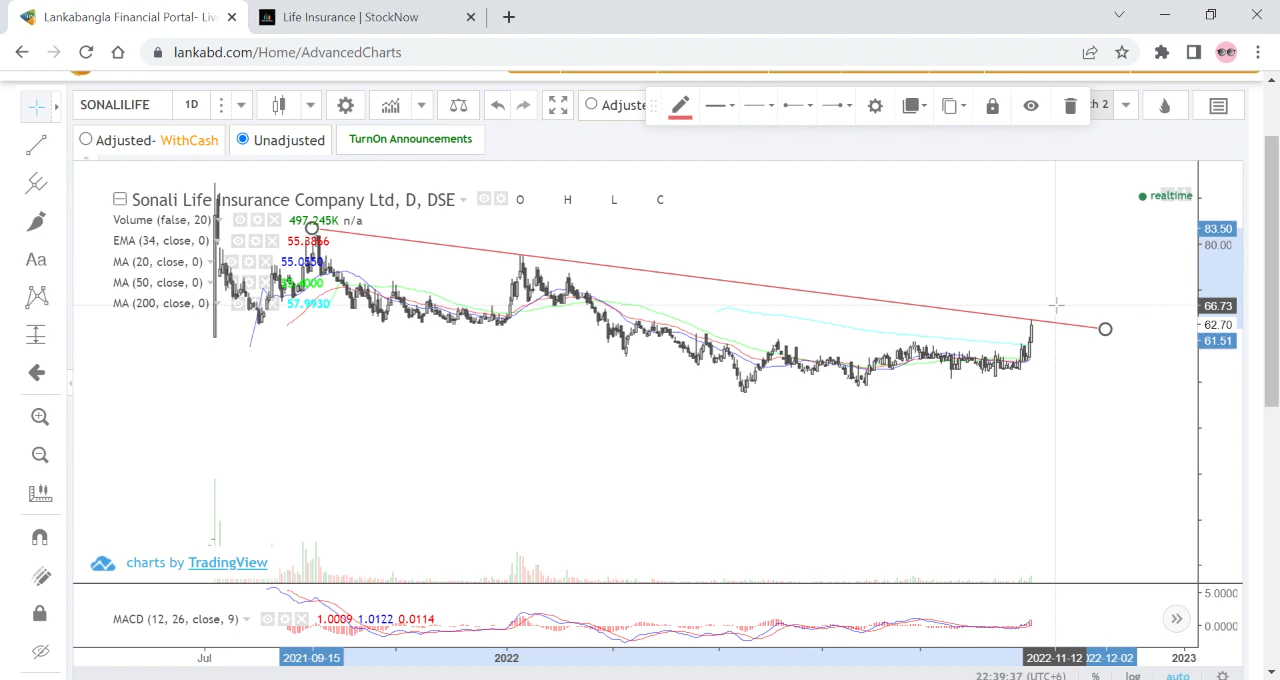 Lankabangla Financial Portal- Liv
Life Insurance | StockNow
lankabd.com/Home/AdvancedCharts
SONALILIFE
1D
Adjuste
ch 2
Adjusted- WithCash
Unadjusted
TurnOn Announcements
Sonali Life Insurance Company Ltd, D, DSE
O H L C
realtime
Volume (false, 20)
497.245K n/a
EMA (34, close, 0)
55.3866
MA (20, close, 0)
55.0550
MA (50, close, 0)
MA (200, close, 0)
57.9930
83.50
80.00
66.73
62.70
61.51
charts by TradingView
5.0000
MACD (12, 26, close, 9)
1.0009 1.0122 0.0114
0.0000
Jul
2021-09-15
2022
2022-11-12
2022-12-02
2023
22:39:37 (UTC+6)
%
log
auto